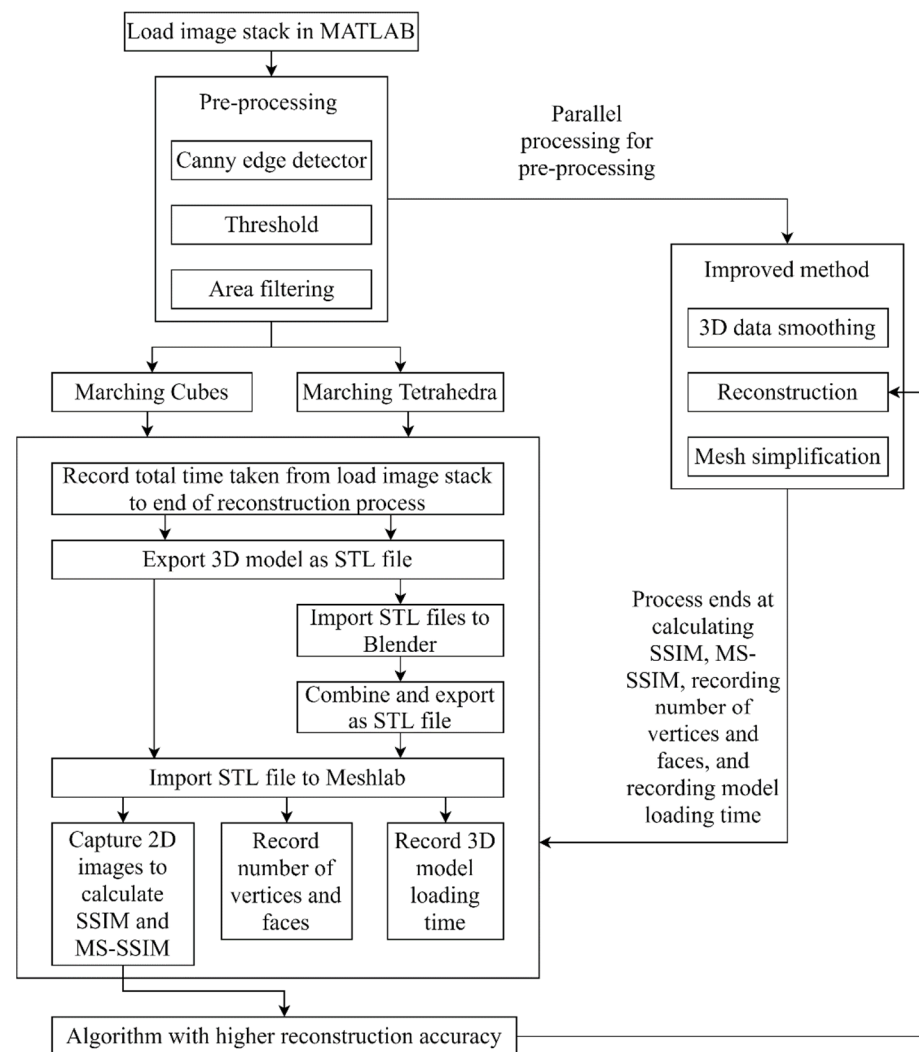 Load image stack in MATLAB
Pre-processing
Canny edge detector
Threshold
Area filtering
Parallel
processing for
pre-processing
Improved method
3D data smoothing
Reconstruction
Mesh simplification
Marching Cubes
Marching Tetrahedra
Record total time taken from load image stack
to end of reconstruction process
Export 3D model as STL file
Import STL files to
Blender
Combine and export
as STL file
Import STL file to Meshlab
Capture 2D
images to
calculate
SSIM and
MS-SSIM
Record
number of
vertices and
faces
Record 3D
model
loading
time
Process ends at
calculating
SSIM, MS-
SSIM, recording
number of
vertices and
faces, and
recording model
loading time
Algorithm with higher reconstruction accuracy